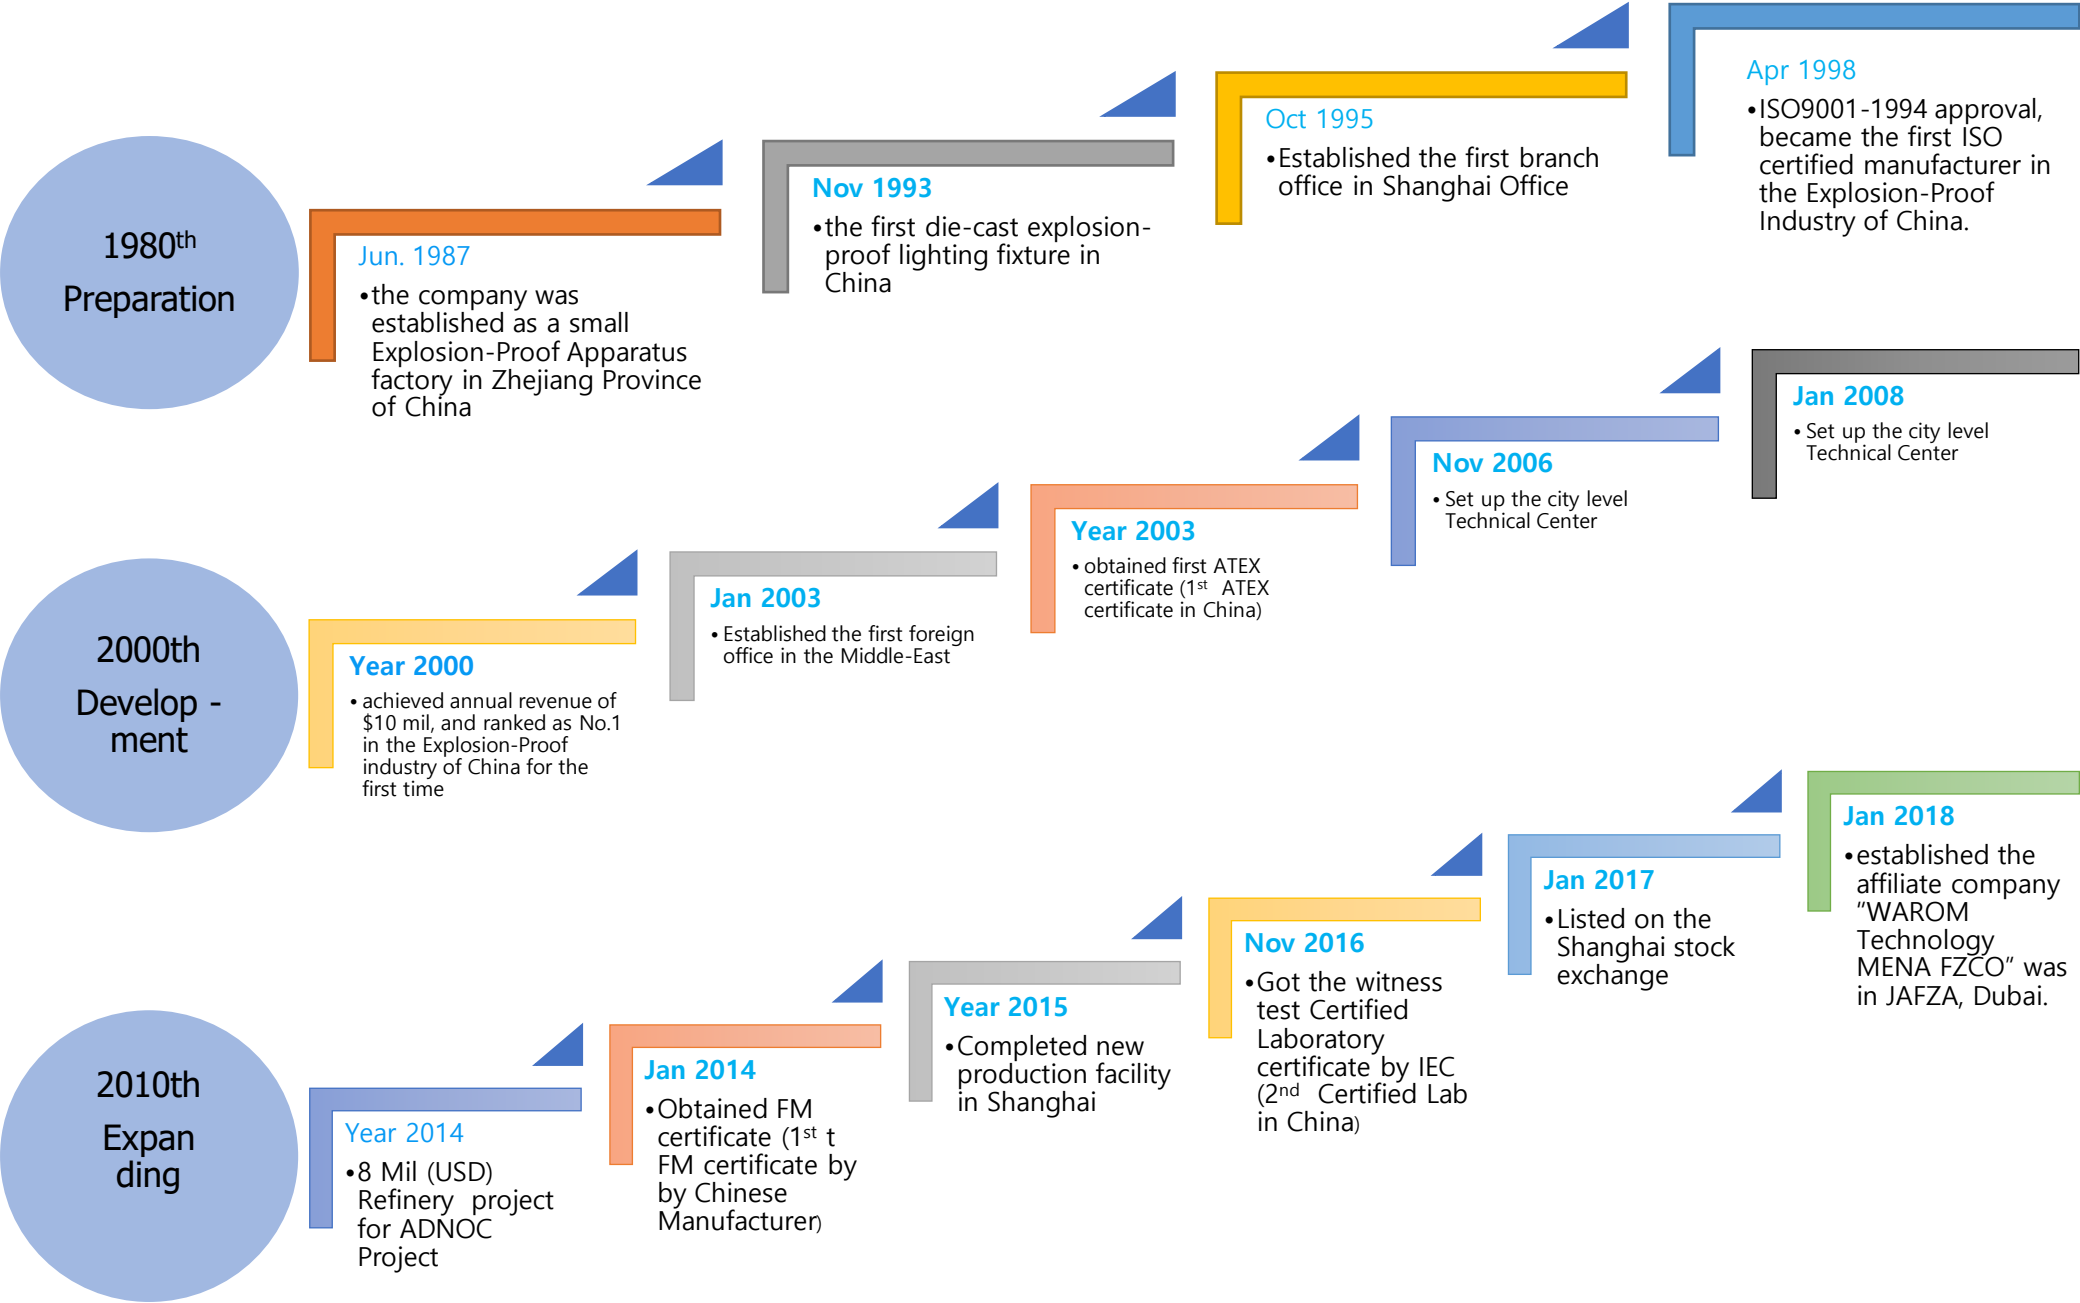 1980th
Preparation
Jun. 1987
•the company was
established as a small
Explosion-Proof Apparatus
factory in Zhejiang Province
of China
Nov 1993
•the first die-cast explosion-
proof lighting fixture in
China
Oct 1995
•Established the first branch
office in Shanghai Office
Apr 1998
•ISO9001-1994 approval,
became the first ISO
certified manufacturer in
the Explosion-Proof
Industry of China.
2000th
Develop -
ment
Year 2000
• achieved annual revenue of
$10 mil, and ranked as No.1
in the Explosion-Proof
industry of China for the
first time
Jan 2003
• Established the first foreign
office in the Middle-East
Year 2003
• obtained first ATEX
certificate (1st  ATEX
certificate in China)
Nov 2006
• Set up the city level
Technical Center
Jan 2008
• Set up the city level
Technical Center
2010th
Expan
ding
Year 2014
•8 Mil (USD)
Refinery  project
for ADNOC
Project
Jan 2014
•Obtained FM
certificate (1st t
FM certificate by
by Chinese
Manufacturer)
Year 2015
•Completed new
production facility
in Shanghai
Nov 2016
•Got the witness
test Certified
Laboratory
certificate by IEC
(2nd  Certified Lab
in China)
Jan 2017
•Listed on the
Shanghai stock
exchange
Jan 2018
•established the
affiliate company
"WAROM
Technology
MENA FZCO" was
in JAFZA, Dubai.